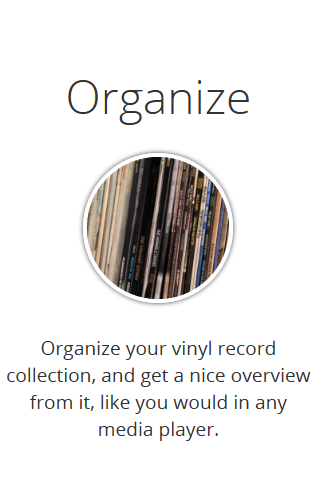 Organize
Organize your vinyl record
collection, and get a nice overview
from it, like you would in any
media player.